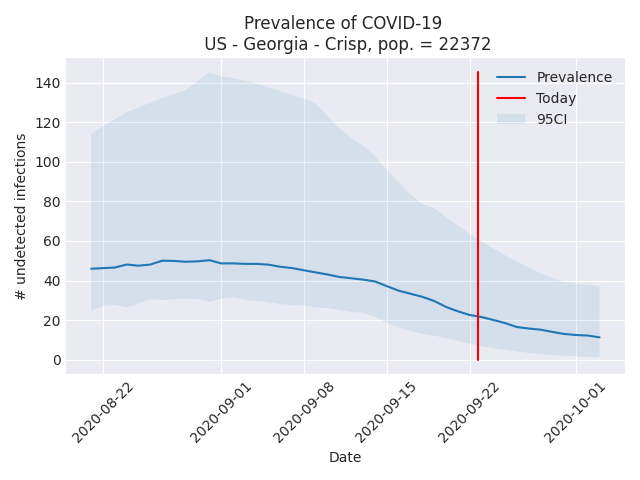 Prevalence of COVID-19
US - Georgia - Crisp, pop. = 22372
Prevalence
Today
95CI
# undetected infections
140
120
100
80
60
40
20
0
2020-08-22
2020-09-01
2020-09-08
2020-09-15
2020-09-22
2020-10-01
Date